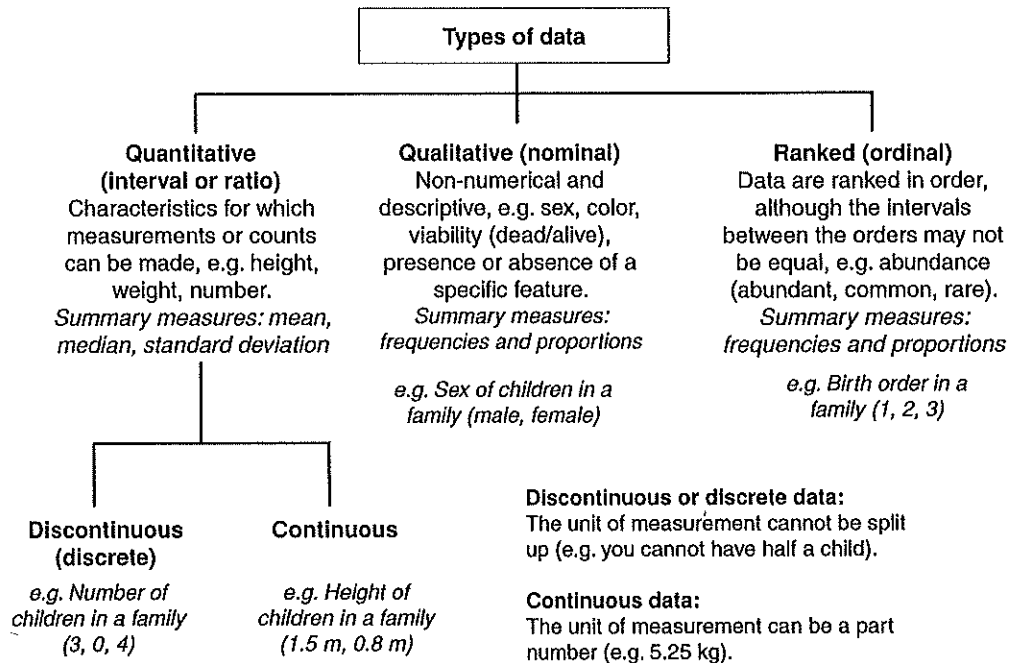 Types of data
Quantitative
(interval or ratio)
Characteristics for which
measurements or counts
can be made, e.g. height,
weight, number.
Summary measures: mean,
median, standard deviation
Qualitative (nominal)
Non-numerical and
descriptive, e.g. sex, color,
viability (dead/alive),
presence or absence of a
specific feature.
Summary measures:
frequencies and proportions
e.g. Sex of children in a
family (male, female)
Ranked (ordinal)
Data are ranked in order,
although the intervals
between the orders may not
be equal, e.g. abundance
(abundant, common, rare).
Summary measures:
frequencies and proportions
e.g. Birth order in a
family (1, 2, 3)
Discontinuous
(discrete)
e.g. Number of
children in a family
(3, 0, 4)
Continuous
e.g. Height of
children in a family
(1.5 m, 0.8 m)
Discontinuous or discrete data:
The unit of measurement cannot be split
up (e.g. you cannot have half a child).
Continuous data:
The unit of measurement can be a part
number (e.g. 5.25 kg).